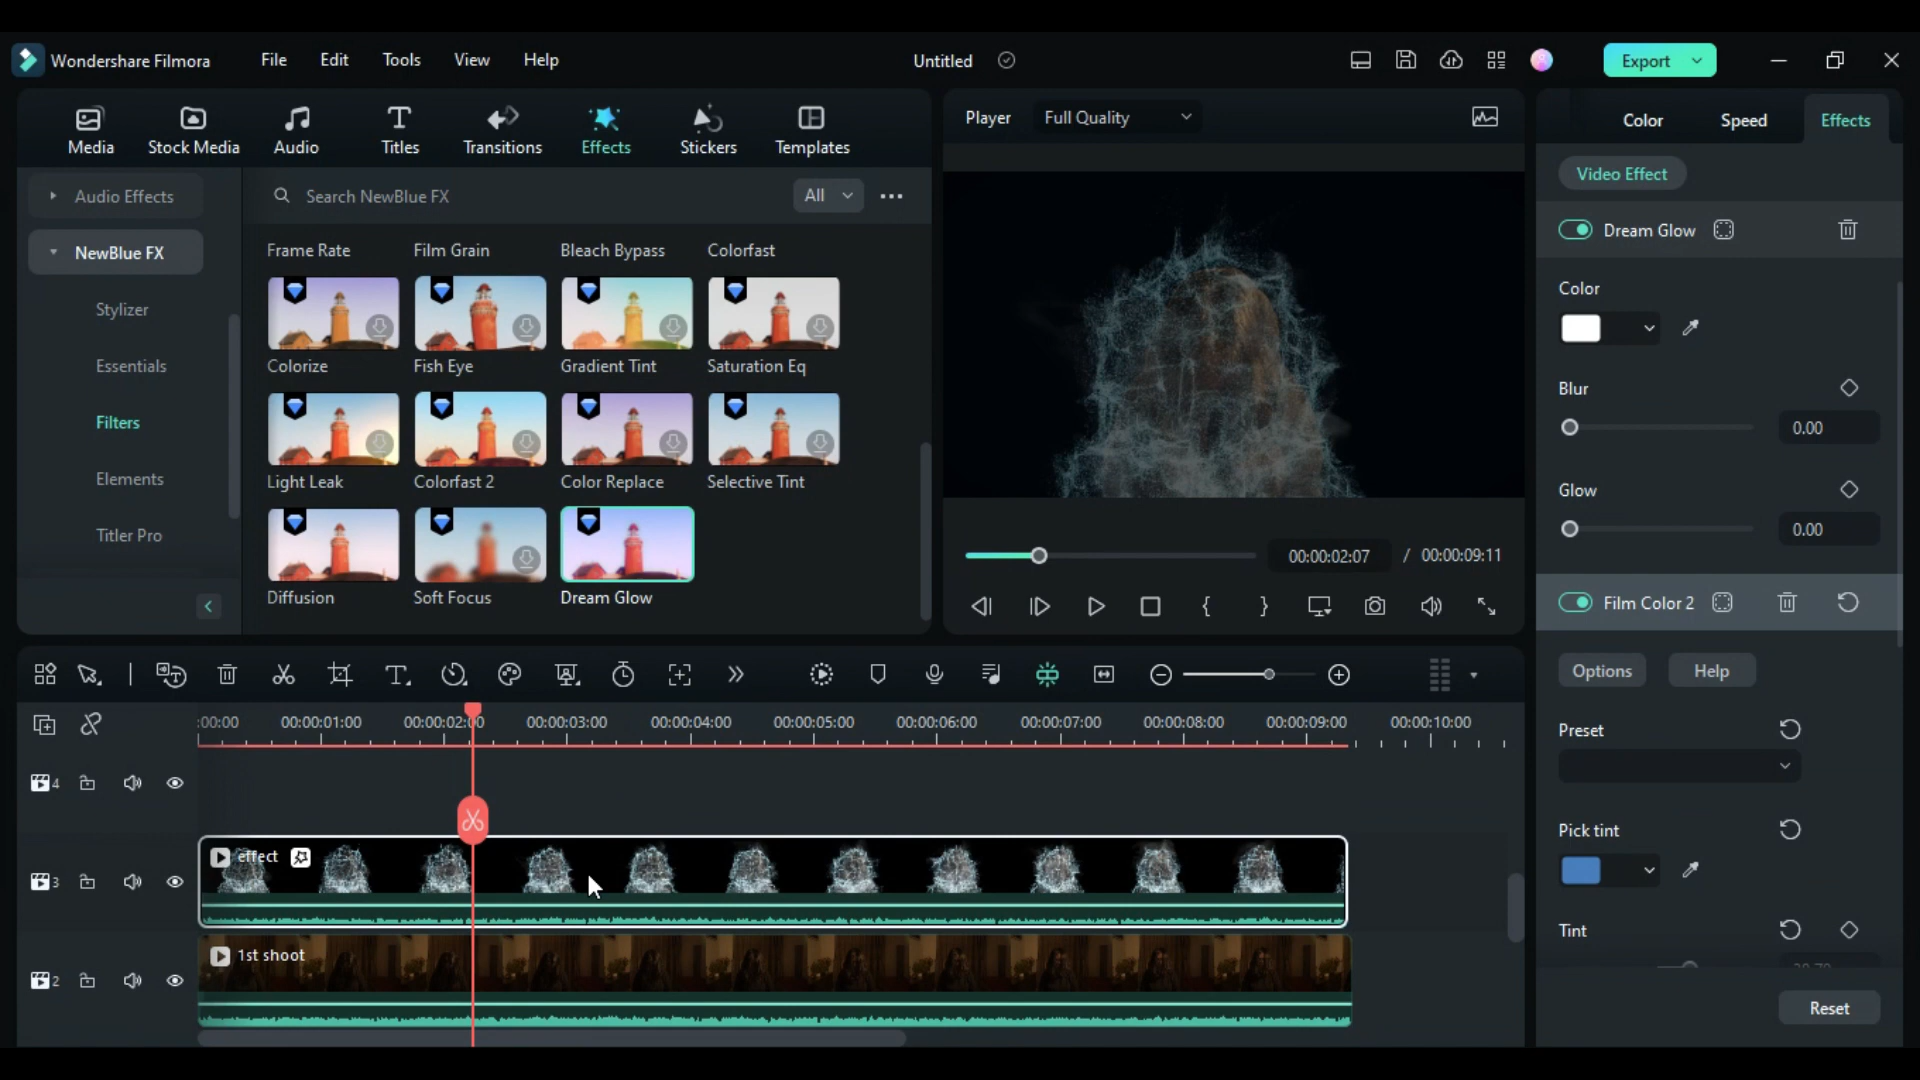 Wondershare Filmora File Edit Tools View Help Untitled Export
Media Stock Media Audio Titles Transitions Effects Stickers Templates
Player Full Quality
Color Speed Effects
Audio Effects
NewBlue FX
Stylizer
Essentials
Filters
Elements
Titler Pro
Search NewBlue FX All
Frame Rate Film Grain Bleach Bypass Colorfast
Colorize Fish Eye Gradient Tint Saturation Eq
Light Leak Colorfast 2 Color Replace Selective Tint
Diffusion Soft Focus Dream Glow
00:00:02:07 / 00:00:09:11
Video Effect
Dream Glow
Color
Blur
0.00
Glow
0.00
Film Color 2
Options Help
Preset
Pick tint
Tint
Reset
:00:00 00:00:01:00 00:00:02:00 00:00:03:00 00:00:04:00 00:00:05:00 00:00:06:00 00:00:07:00 00:00:08:00 00:00:09:00 00:00:10:00
4
3
effect
2
1st shoot